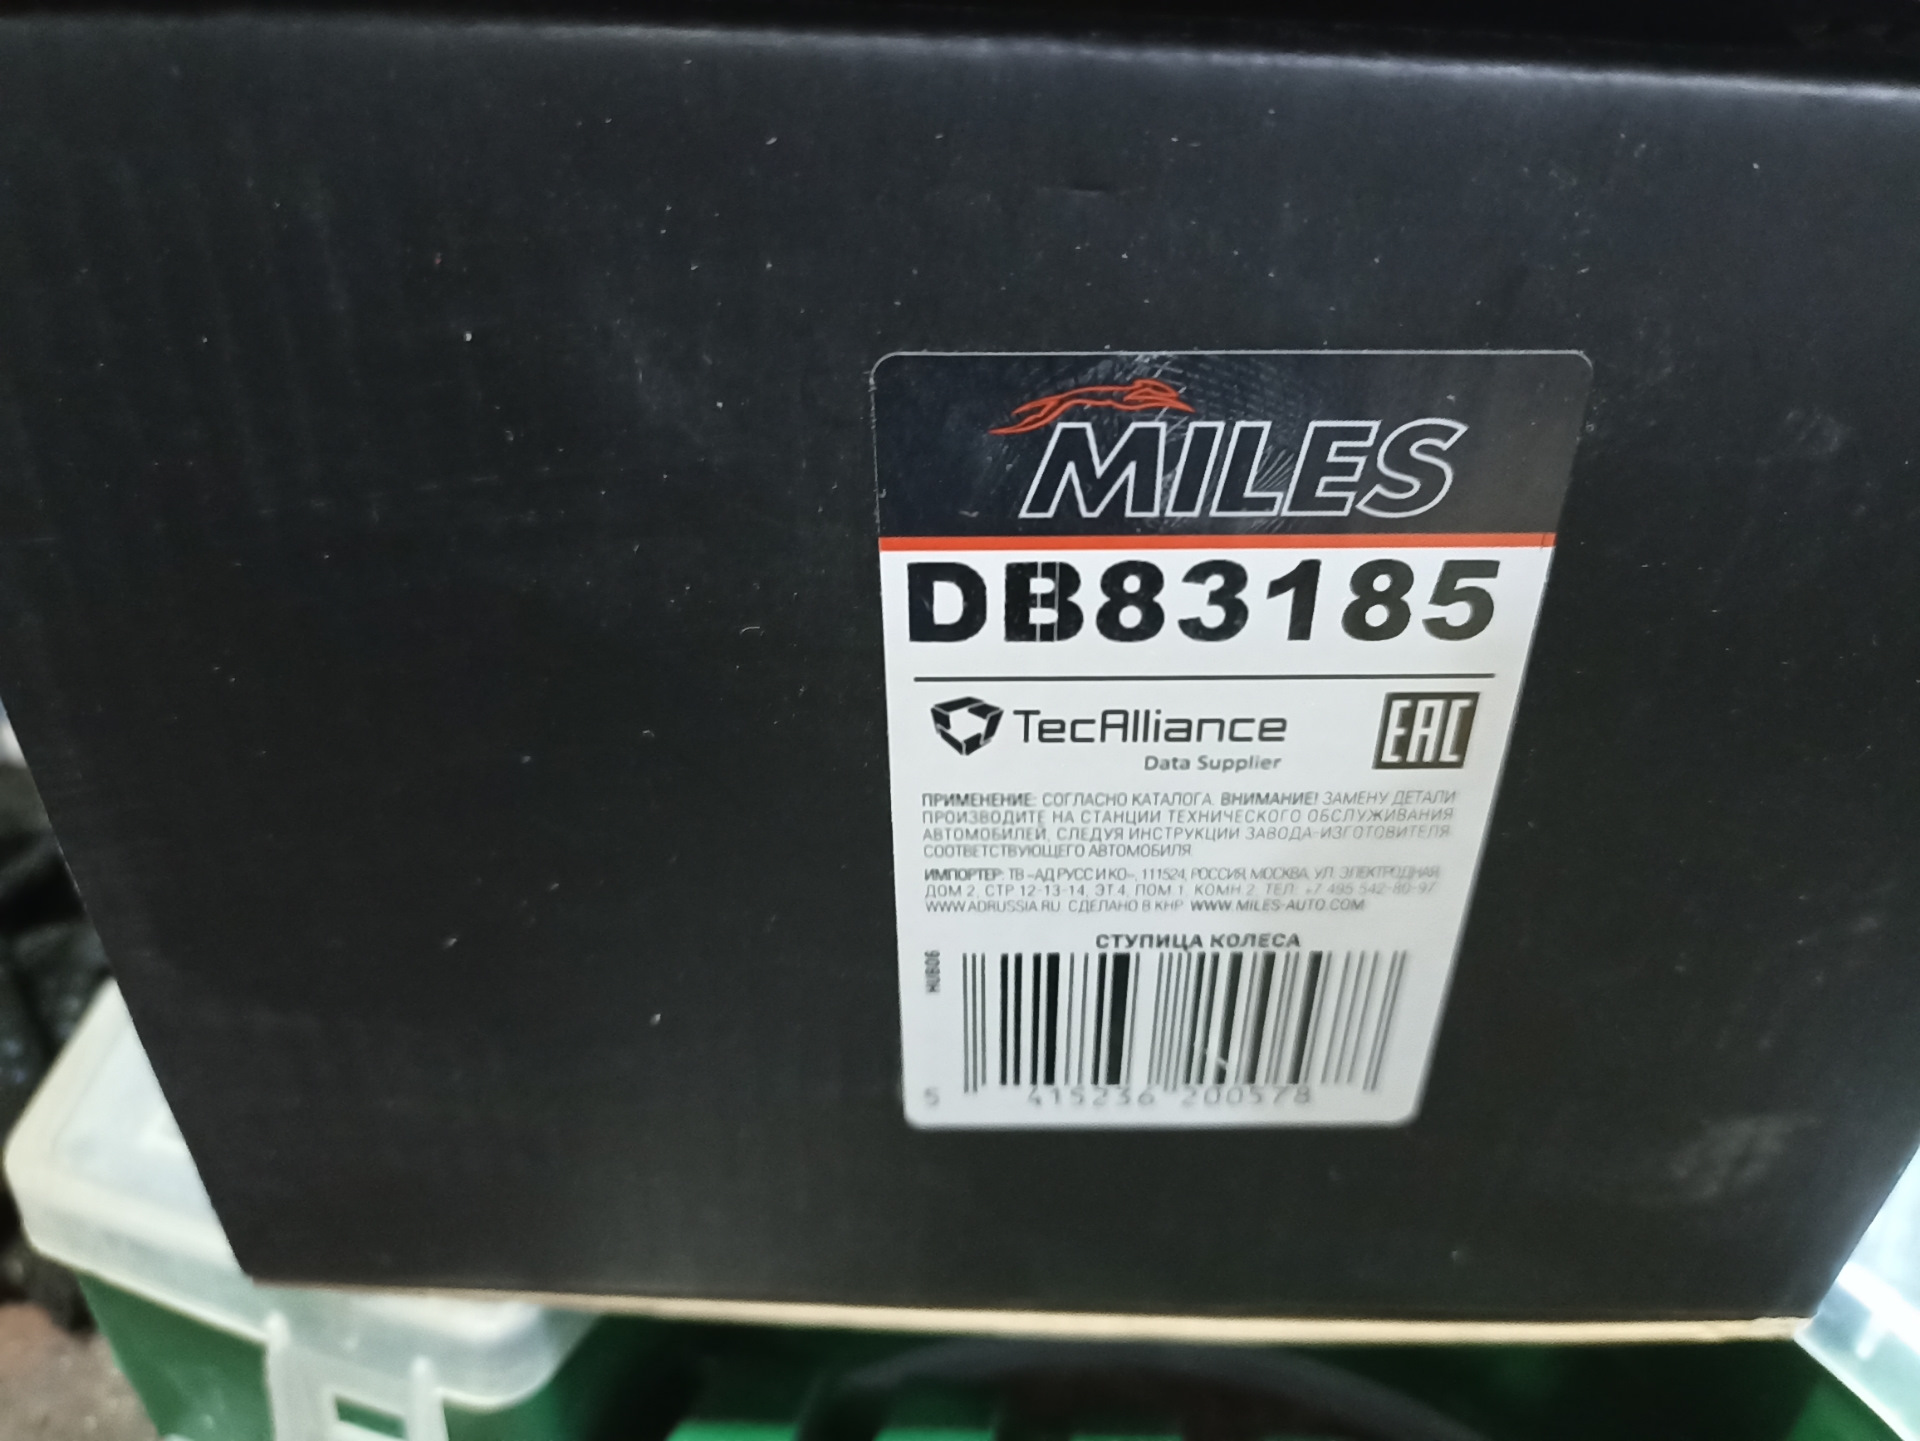 MILES
DB83185
TecAlliance
Data Supplier
EAC
ПРИМЕНЕНИЕ: СОГЛАСНО КАТАЛОГА. ВНИМАНИЕ! ЗАМЕНУ ДЕТАЛИ
ПРОИЗВОДИТЕ НА СТАНЦИИ ТЕХНИЧЕСКОГО ОБСЛУЖИВАНИЯ
АВТОМОБИЛЕЙ, СЛЕДУЯ ИНСТРУКЦИИ ЗАВОДА-ИЗГОТОВИТЕЛЯ
СООТВЕТСТВУЮЩЕГО АВТОМОБИЛЯ.
ИМПОРТЕР: ТВ «АД РУССИ КО», 111524, РОССИЯ, МОСКВА, УЛ. ЭЛЕКТРОДНАЯ,
ДОМ 2, СТР 12-13-14, ЭТ.4, ПОМ 1, КОМН.2. ТЕЛ: +7 495 542-80-97
WWW.ADRUSSIA.RU СДЕЛАНО В КНР WWW.MILES-AUTO.COM
СТУПИЦА КОЛЕСА
HUB06
5 415236 200578